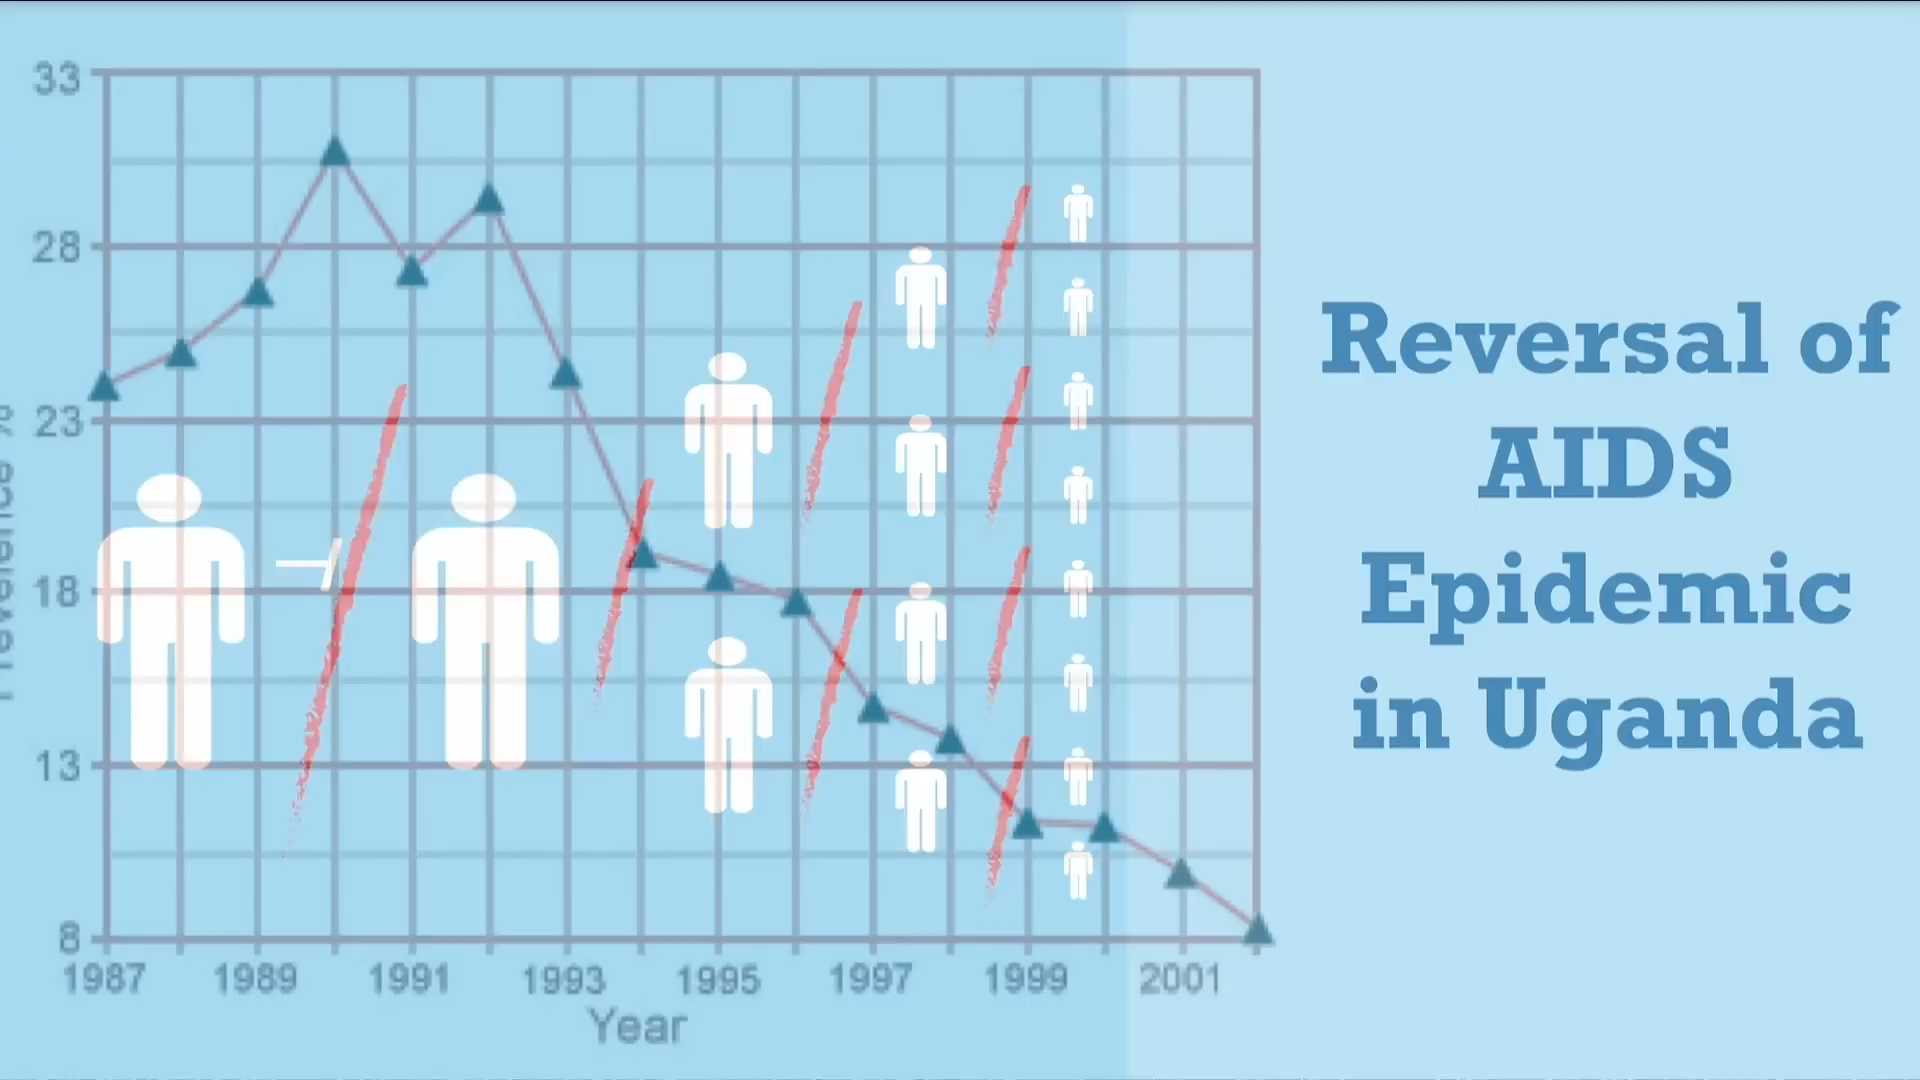 33
28
23
18
13
8
1987 1989 1991 1993 1995 1997 1999 2001
Year
Reversal of
AIDS
Epidemic
in Uganda